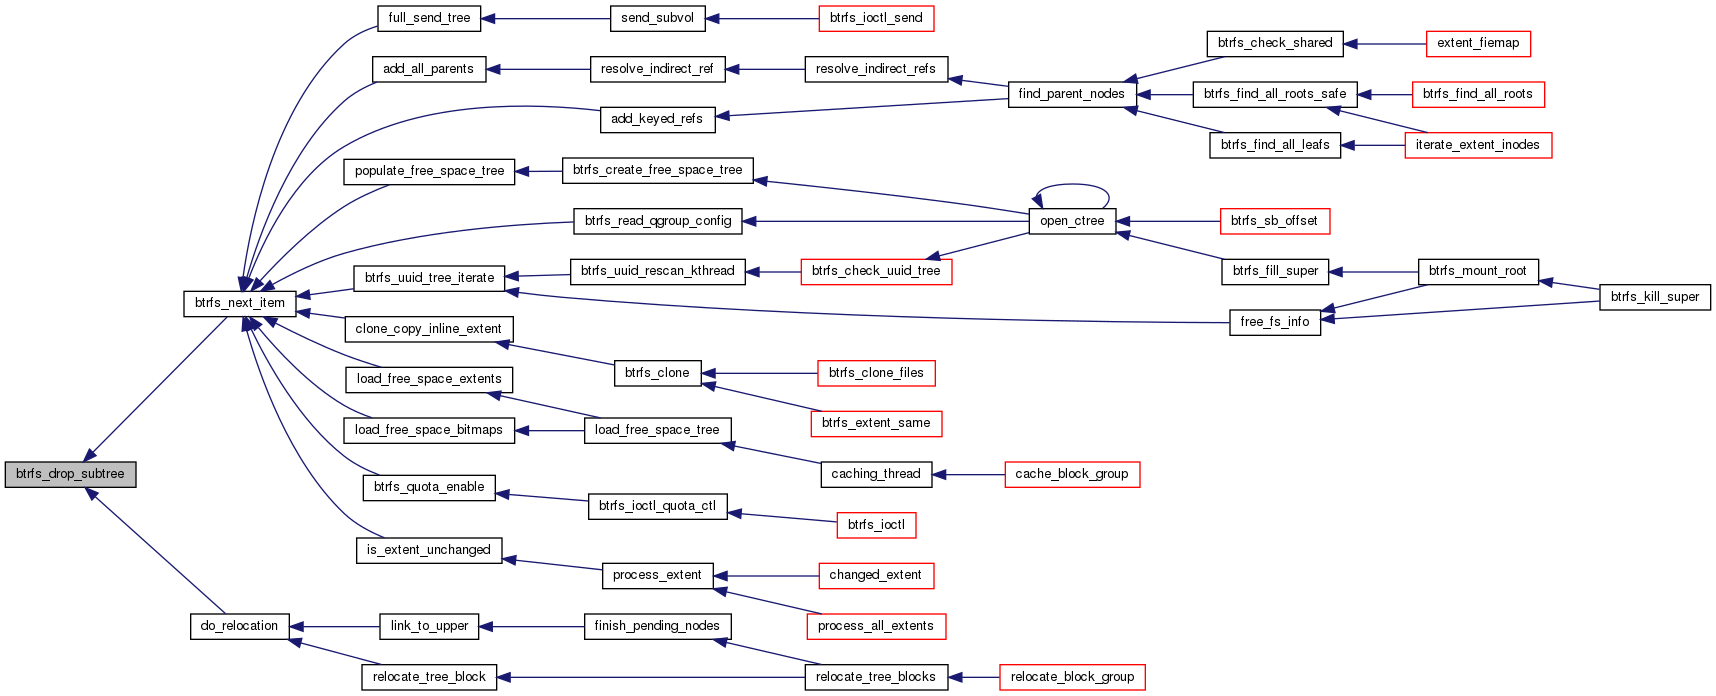 full_send_tree
send_subvol
btrfs_ioctl_send
btrfs_check_shared
extent_fiemap
add_all_parents
resolve_indirect_ref
resolve_indirect_refs
find_parent_nodes
btrfs_find_all_roots_safe
btrfs_find_all_roots
add_keyed_refs
btrfs_find_all_leafs
iterate_extent_inodes
populate_free_space_tree
btrfs_create_free_space_tree
btrfs_read_qgroup_config
open_ctree
btrfs_sb_offset
btrfs_uuid_tree_iterate
btrfs_uuid_rescan_kthread
btrfs_check_uuid_tree
btrfs_fill_super
btrfs_mount_root
btrfs_next_item
btrfs_kill_super
clone_copy_inline_extent
free_fs_info
load_free_space_extents
btrfs_clone
btrfs_clone_files
btrfs_extent_same
load_free_space_bitmaps
load_free_space_tree
btrfs_drop_subtree
caching_thread
cache_block_group
btrfs_quota_enable
btrfs_ioctl_quota_ctl
btrfs_ioctl
is_extent_unchanged
process_extent
changed_extent
do_relocation
link_to_upper
finish_pending_nodes
process_all_extents
relocate_tree_block
relocate_tree_blocks
relocate_block_group